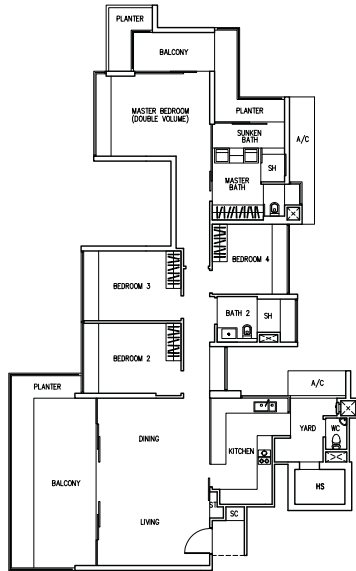 PLANTER
BALCONY
MASTER BEDROOM
(DOUBLE VOLUME)
PLANTER
SUNKEN
BATH
A/C
SH
MASTER
BATH
BEDROOM 4
BEDROOM 3
BATH 2
SH
BEDROOM 2
PLANTER
A/C
DINING
KITCHEN
YARD
WC
BALCONY
HS
ST
SC
LIVING